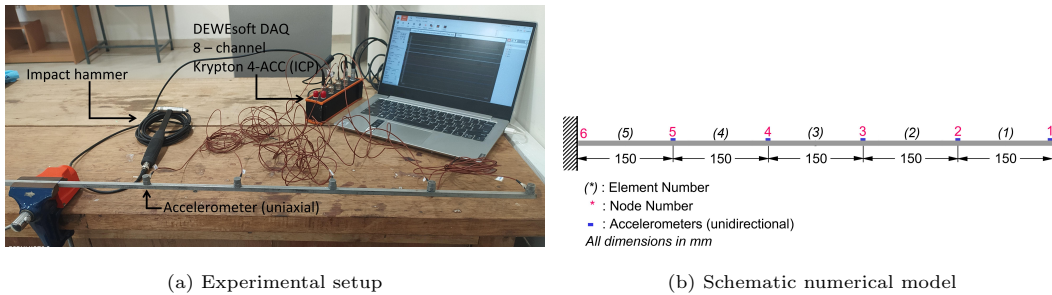 DEWEsoft DAQ
8 – channel
Krypton 4-ACC (ICP)
Impact hammer
Accelerometer (uniaxial)
6 (5) 5 (4) 4 (3) 3 (2) 2 (1) 1
150 150 150 150 150
(*) : Element Number
* : Node Number
: Accelerometers (unidirectional)
All dimensions in mm
(a) Experimental setup
(b) Schematic numerical model